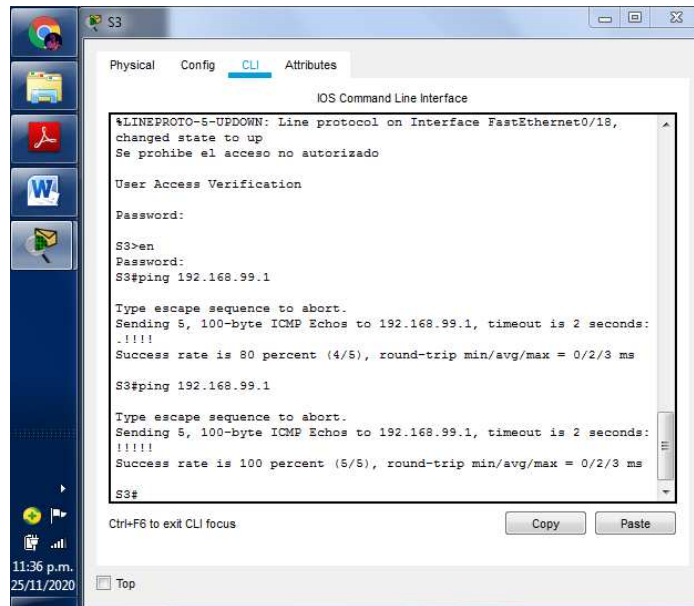 S3
Physical Config CLI Attributes
IOS Command Line Interface
%LINEPROTO-5-UPDOWN: Line protocol on Interface FastEthernet0/18,
changed state to up
Se prohibe el acceso no autorizado
User Access Verification
Password:
S3>en
Password:
S3#ping 192.168.99.1
Type escape sequence to abort.
Sending 5, 100-byte ICMP Echos to 192.168.99.1, timeout is 2 seconds:
.!!!!
Success rate is 80 percent (4/5), round-trip min/avg/max = 0/2/3 ms
S3#ping 192.168.99.1
Type escape sequence to abort.
Sending 5, 100-byte ICMP Echos to 192.168.99.1, timeout is 2 seconds:
!!!!!
Success rate is 100 percent (5/5), round-trip min/avg/max = 0/2/3 ms
S3#
Ctrl+F6 to exit CLI focus
Copy Paste
Top
11:36 p.m.
25/11/2020